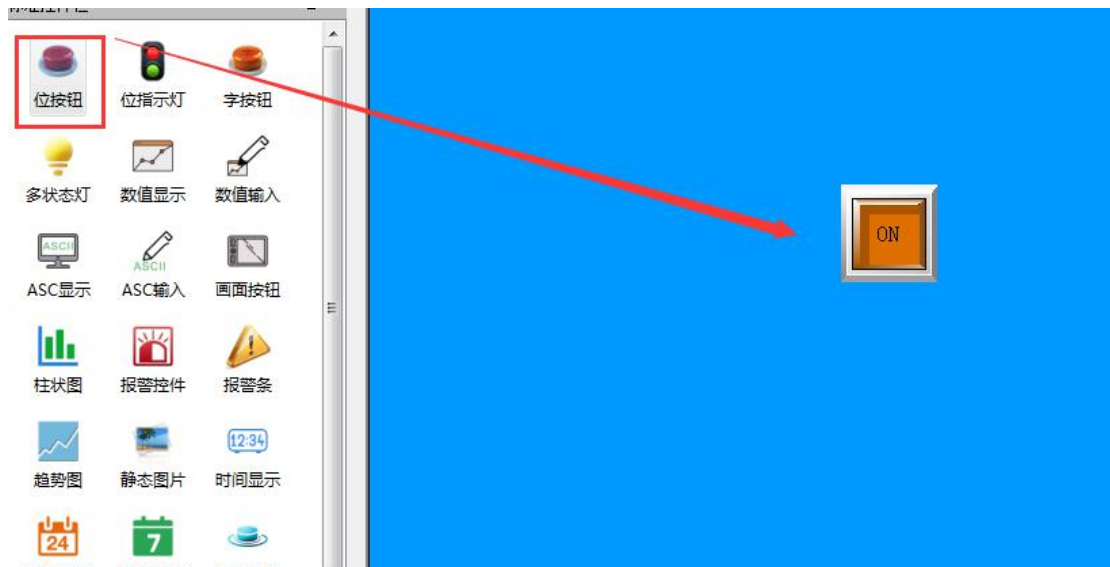 位按钮 位指示灯 字按钮
ON
多状态灯 数值显示 数值输入
ASCII
ASCII
ASC显示 ASC输入 画面按钮
柱状图 报警控件 报警条
12:34
趋势图 静态图片 时间显示
24 7